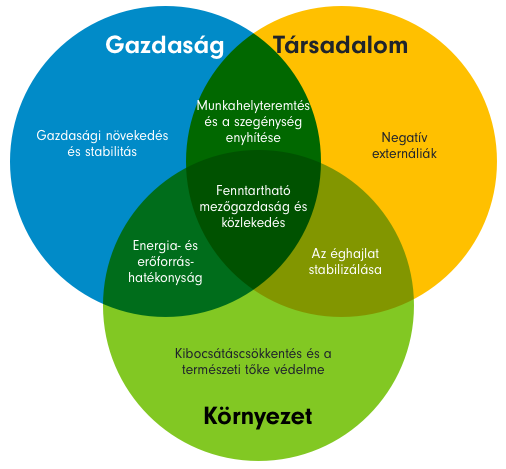 Gazdaság
Társadalom
Gazdasági növekedés
és stabilitás
Munkahelyteremtés
és a szegénység
enyhítése
Negatív
externáliák
Fenntartható
mezőgazdaság és
közlekedés
Energia- és
erőforrás-
hatékonyság
Az éghajlat
stabilizálása
Kibocsátáscsökkentés és a
természeti tőke védelme
Környezet